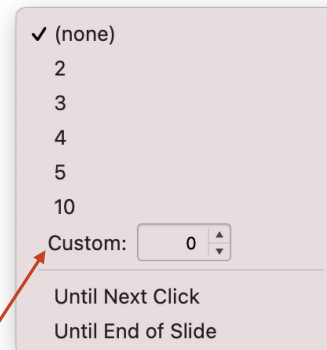 ✓ (none)
2
3
4
5
10
Custom: 0
Until Next Click
Until End of Slide